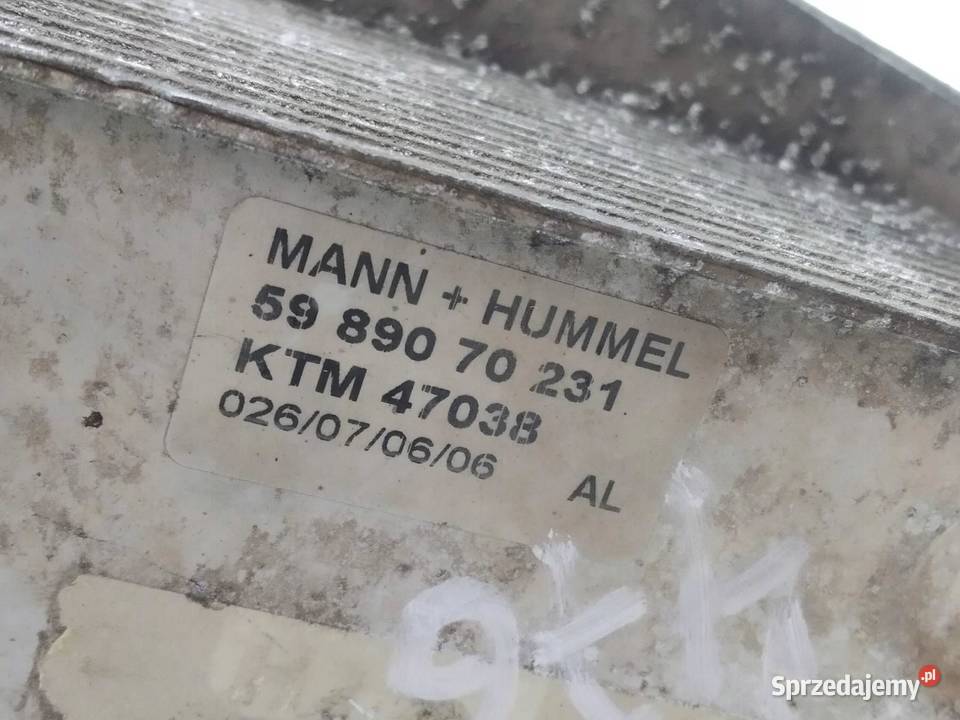 MANN + HUMMEL
59 890 70 231
KTM 47038
026/07/06/06
AL
Sprzedajemy.pl